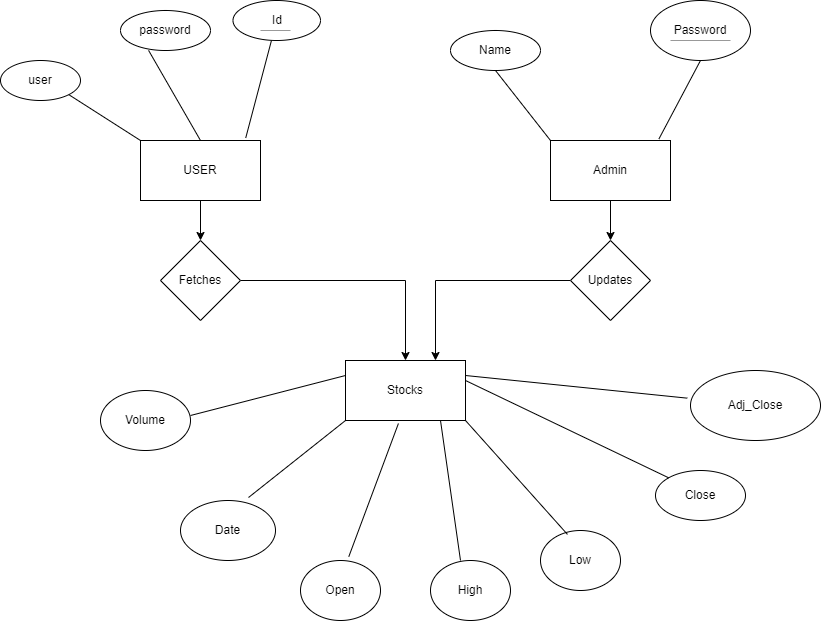 Id
password
Password
Name
user
USER
Admin
Fetches
Updates
Stocks
Adj_Close
Volume
Close
Date
Low
Open
High